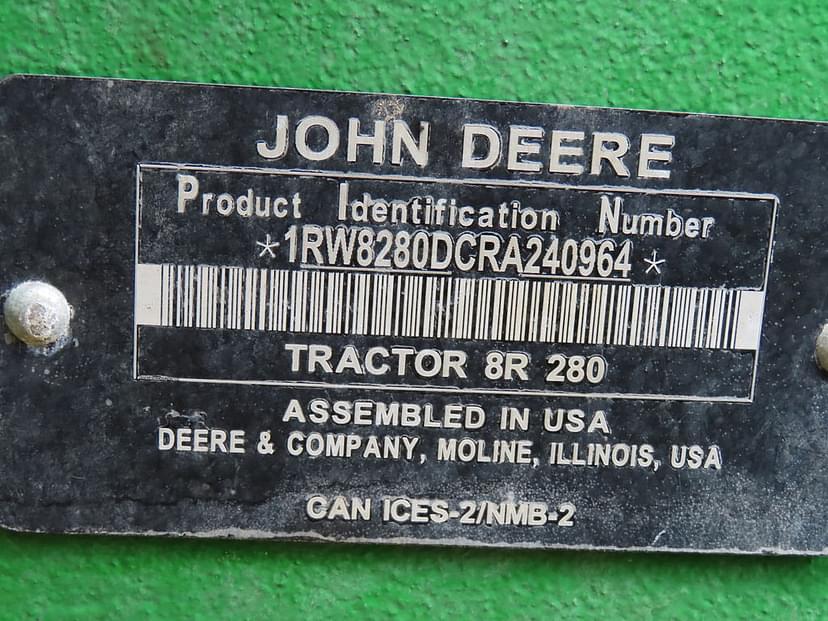 JOHN DEERE
Product Identification Number
*1RW8280DCRA240964*
TRACTOR 8R 280
ASSEMBLED IN USA
DEERE & COMPANY, MOLINE, ILLINOIS, USA
CAN ICES-2/NMB-2